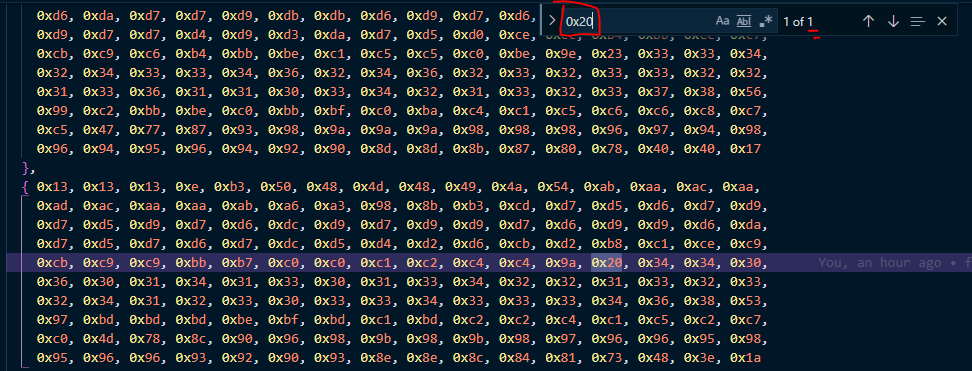 0xd6, 0xda, 0xd7, 0xd7, 0xd9, 0xdb, 0xdb, 0xd6, 0xd9, 0xd7, 0xd6,
0x20
Aa Abl .* 1 of 1
0xd9, 0xd7, 0xd7, 0xd4, 0xd9, 0xd3, 0xda, 0xd7, 0xd5, 0xd0, 0xce,
0xcb, 0xc9, 0xc6, 0xb4, 0xbb, 0xbe, 0xc1, 0xc5, 0xc5, 0xc0, 0xbe, 0x9e, 0x23, 0x33, 0x33, 0x34,
0x32, 0x34, 0x33, 0x33, 0x34, 0x36, 0x32, 0x34, 0x36, 0x32, 0x33, 0x32, 0x33, 0x33, 0x32, 0x32,
0x31, 0x33, 0x36, 0x31, 0x31, 0x30, 0x33, 0x34, 0x32, 0x31, 0x33, 0x32, 0x33, 0x37, 0x38, 0x56,
0x99, 0xc2, 0xbb, 0xbe, 0xc0, 0xbb, 0xbf, 0xc0, 0xba, 0xc4, 0xc1, 0xc5, 0xc6, 0xc6, 0xc8, 0xc7,
0xc5, 0x47, 0x77, 0x87, 0x93, 0x98, 0x9a, 0x9a, 0x9a, 0x98, 0x98, 0x98, 0x96, 0x97, 0x94, 0x98,
0x96, 0x94, 0x95, 0x96, 0x94, 0x92, 0x90, 0x8d, 0x8d, 0x8b, 0x87, 0x80, 0x78, 0x40, 0x40, 0x17
},
{ 0x13, 0x13, 0x13, 0xe, 0xb3, 0x50, 0x48, 0x4d, 0x48, 0x49, 0x4a, 0x54, 0xab, 0xaa, 0xac, 0xaa,
0xad, 0xac, 0xaa, 0xaa, 0xab, 0xa6, 0xa3, 0x98, 0x8b, 0xb3, 0xcd, 0xd7, 0xd5, 0xd6, 0xd7, 0xd9,
0xd7, 0xd5, 0xd9, 0xd7, 0xd6, 0xdc, 0xd9, 0xd7, 0xd9, 0xd9, 0xd7, 0xd6, 0xd9, 0xd9, 0xd6, 0xda,
0xd7, 0xd5, 0xd7, 0xd6, 0xd7, 0xdc, 0xd5, 0xd4, 0xd2, 0xd6, 0xcb, 0xd2, 0xb8, 0xc1, 0xce, 0xc9,
0xcb, 0xc9, 0xc9, 0xbb, 0xb7, 0xc0, 0xc0, 0xc1, 0xc2, 0xc4, 0xc4, 0x9a, 0x20, 0x34, 0x34, 0x30, You, an hour ago • f
0x36, 0x30, 0x31, 0x34, 0x31, 0x33, 0x30, 0x31, 0x33, 0x34, 0x32, 0x32, 0x31, 0x33, 0x32, 0x33,
0x32, 0x34, 0x31, 0x32, 0x33, 0x30, 0x33, 0x33, 0x34, 0x33, 0x33, 0x33, 0x34, 0x36, 0x38, 0x53,
0x97, 0xbd, 0xbd, 0xbd, 0xbe, 0xbf, 0xbd, 0xc1, 0xbd, 0xc2, 0xc2, 0xc4, 0xc1, 0xc5, 0xc2, 0xc7,
0xc0, 0x4d, 0x78, 0x8c, 0x90, 0x96, 0x98, 0x9b, 0x98, 0x9b, 0x98, 0x97, 0x96, 0x96, 0x95, 0x98,
0x95, 0x96, 0x96, 0x93, 0x92, 0x90, 0x93, 0x8e, 0x8e, 0x8c, 0x84, 0x81, 0x73, 0x48, 0x3e, 0x1a